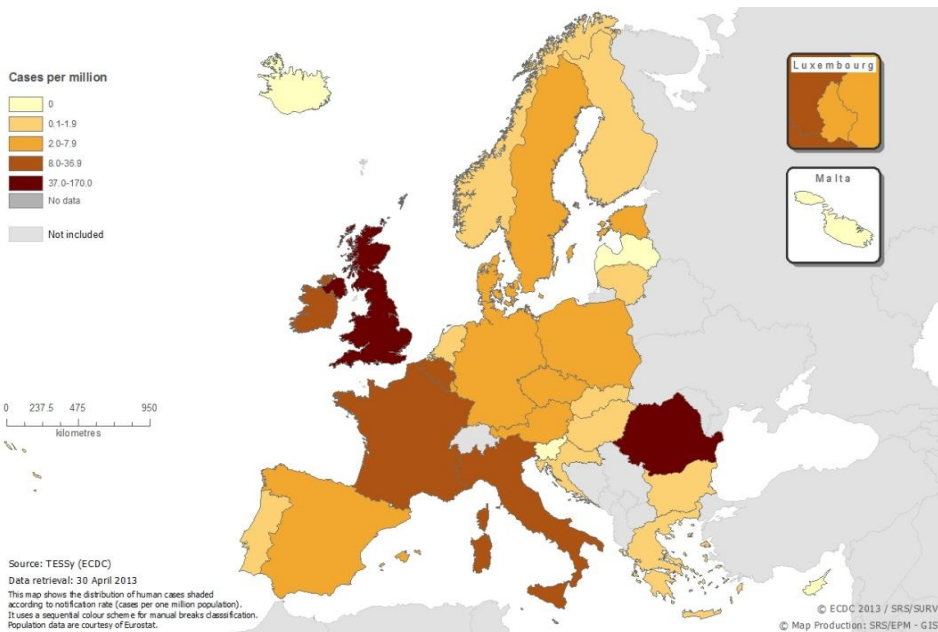 Cases per million
0
0.1-1.9
2.0-7.9
8.0-36.9
37.0-170.0
No data
Not included
Luxembourg
Malta
0 237.5 475 950
kilometres
Source: TESSy (ECDC)
Data retrieval: 30 April 2013
This map shows the distribution of human cases shaded
according to notification rate (cases per one million population).
It uses a sequential colour scheme for manual breaks classsification.
Population data are courtesy of Eurostat.
© ECDC 2013 / SRS/SURV
© Map Production: SRS/EPM - GIS